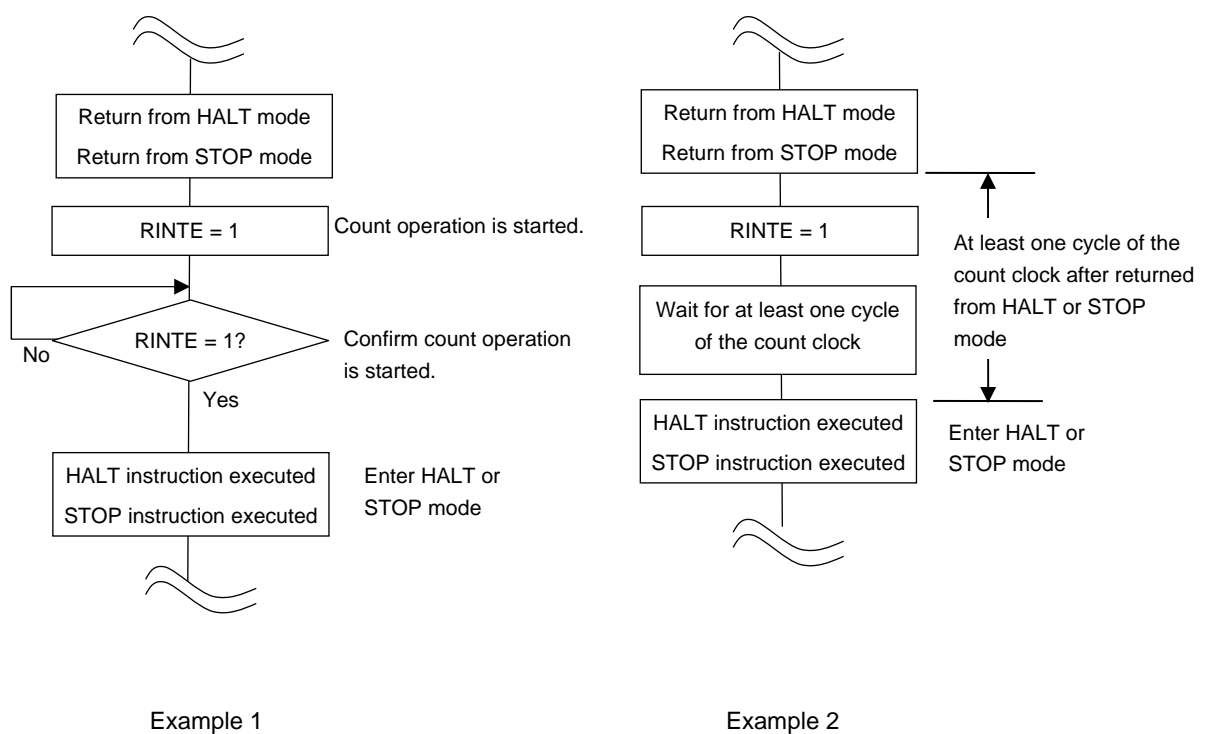 Return from HALT mode
Return from STOP mode
RINTE = 1
Count operation is started.
RINTE = 1?
No
Confirm count operation
is started.
Yes
HALT instruction executed
STOP instruction executed
Enter HALT or
STOP mode
Example 1
Return from HALT mode
Return from STOP mode
RINTE = 1
Wait for at least one cycle
of the count clock
At least one cycle of the
count clock after returned
from HALT or STOP
mode
HALT instruction executed
STOP instruction executed
Enter HALT or
STOP mode
Example 2